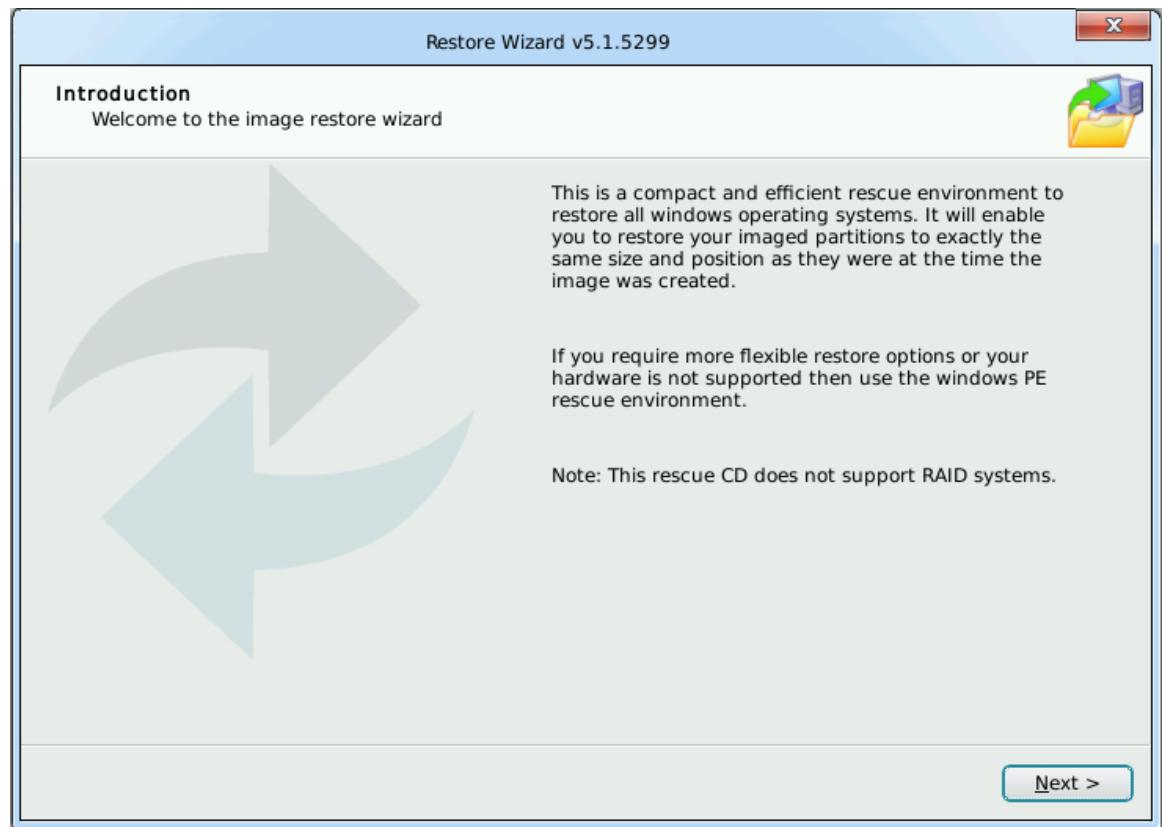 Restore Wizard v5.1.5299
X
Introduction
Welcome to the image restore wizard
This is a compact and efficient rescue environment to
restore all windows operating systems. It will enable
you to restore your imaged partitions to exactly the
same size and position as they were at the time the
image was created.
If you require more flexible restore options or your
hardware is not supported then use the windows PE
rescue environment.
Note: This rescue CD does not support RAID systems.
Next >